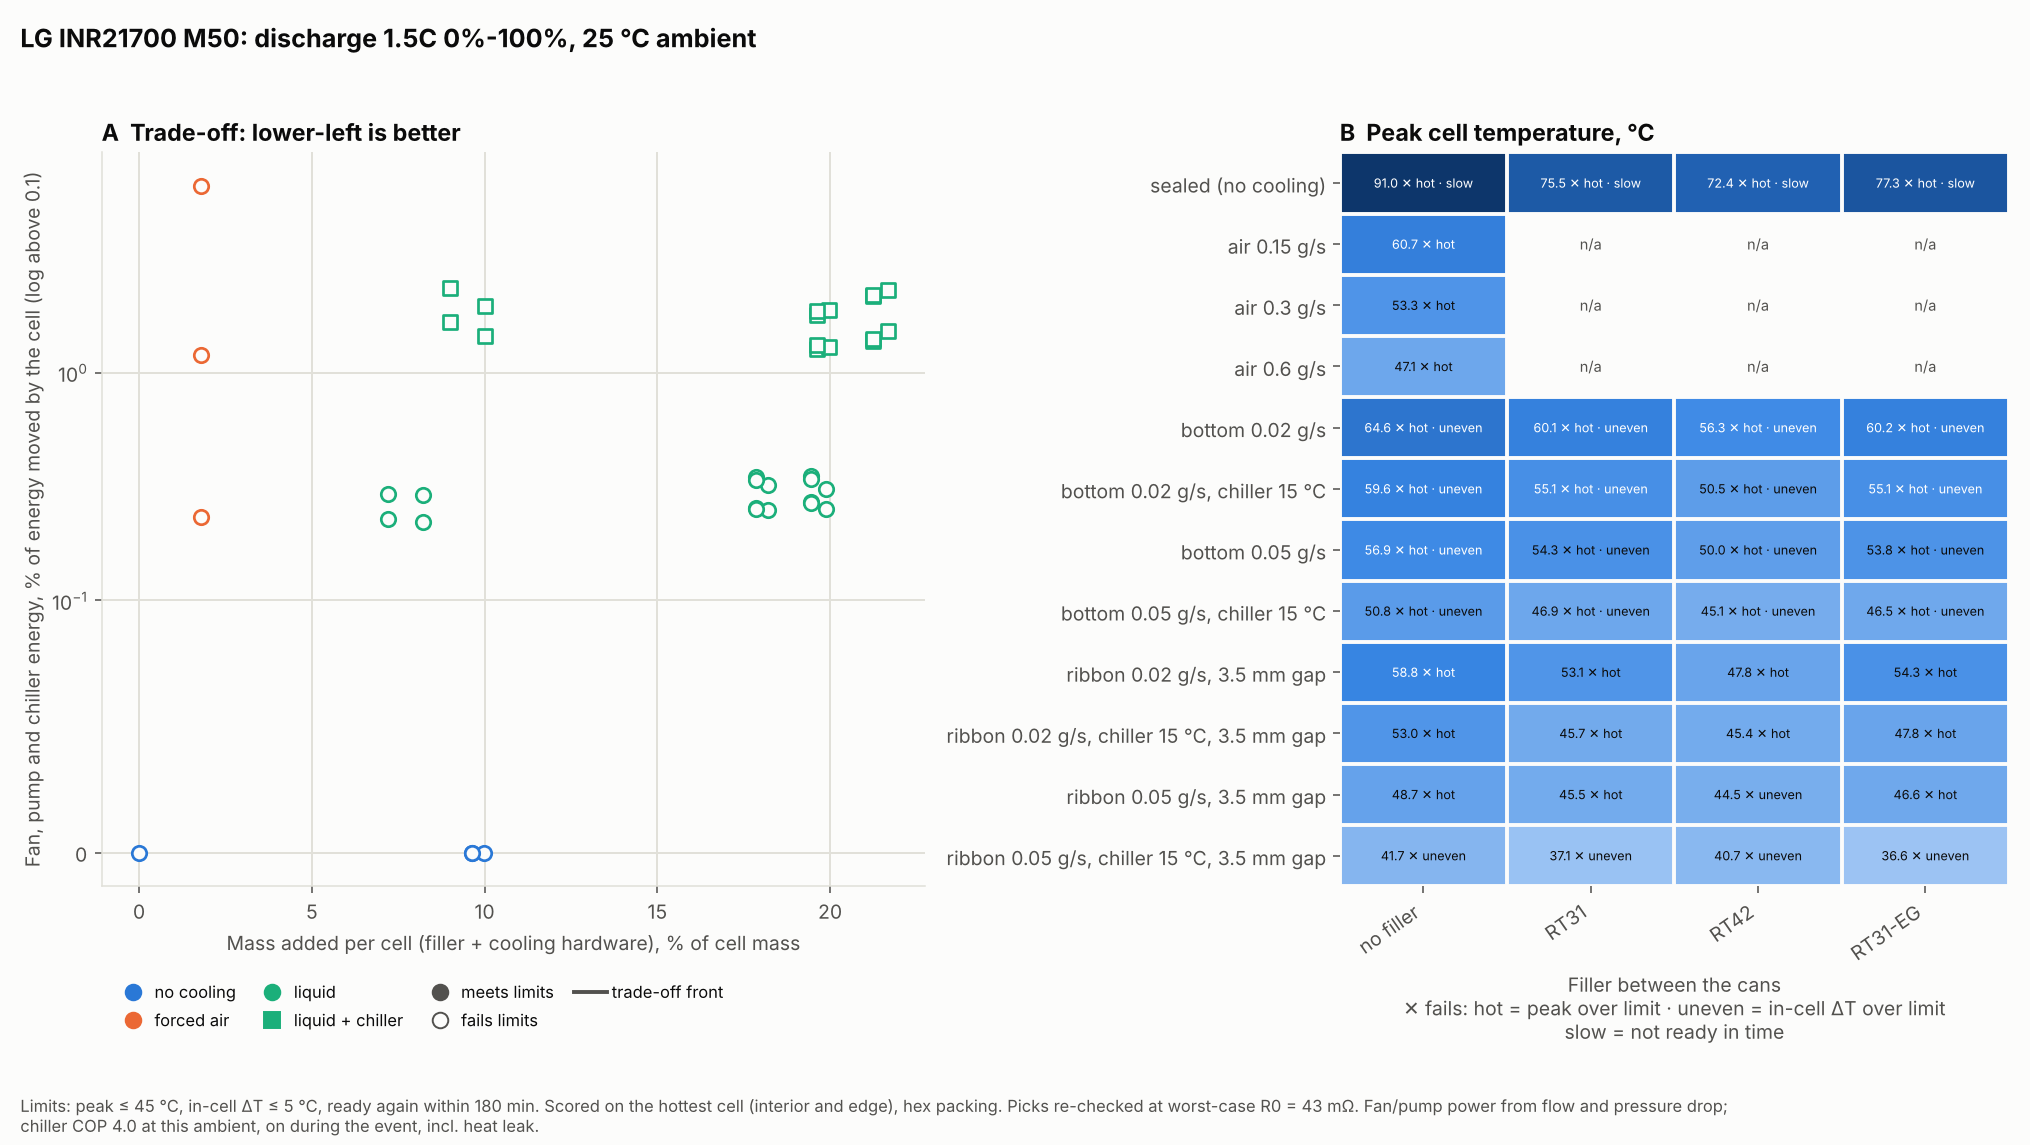 LG INR21700 M50: discharge 1.5C 0%-100%, 25 °C ambient
A Trade-off: lower-left is better
Fan, pump and chiller energy, % of energy moved by the cell (log above 0.1)
10⁰
10⁻¹
0
0 5 10 15 20
Mass added per cell (filler + cooling hardware), % of cell mass
no cooling liquid meets limits trade-off front
forced air liquid + chiller fails limits
B Peak cell temperature, °C
sealed (no cooling) 91.0 × hot · slow 75.5 × hot · slow 72.4 × hot · slow 77.3 × hot · slow
air 0.15 g/s 60.7 × hot n/a n/a n/a
air 0.3 g/s 53.3 × hot n/a n/a n/a
air 0.6 g/s 47.1 × hot n/a n/a n/a
bottom 0.02 g/s 64.6 × hot · uneven 60.1 × hot · uneven 56.3 × hot · uneven 60.2 × hot · uneven
bottom 0.02 g/s, chiller 15 °C 59.6 × hot · uneven 55.1 × hot · uneven 50.5 × hot · uneven 55.1 × hot · uneven
bottom 0.05 g/s 56.9 × hot · uneven 54.3 × hot · uneven 50.0 × hot · uneven 53.8 × hot · uneven
bottom 0.05 g/s, chiller 15 °C 50.8 × hot · uneven 46.9 × hot · uneven 45.1 × hot · uneven 46.5 × hot · uneven
ribbon 0.02 g/s, 3.5 mm gap 58.8 × hot 53.1 × hot 47.8 × hot 54.3 × hot
ribbon 0.02 g/s, chiller 15 °C, 3.5 mm gap 53.0 × hot 45.7 × hot 45.4 × hot 47.8 × hot
ribbon 0.05 g/s, 3.5 mm gap 48.7 × hot 45.5 × hot 44.5 × uneven 46.6 × hot
ribbon 0.05 g/s, chiller 15 °C, 3.5 mm gap 41.7 × uneven 37.1 × uneven 40.7 × uneven 36.6 × uneven
no filler RT31 RT42 RT31-EG
Filler between the cans
× fails: hot = peak over limit · uneven = in-cell ΔT over limit
slow = not ready in time
Limits: peak ≤ 45 °C, in-cell ΔT ≤ 5 °C, ready again within 180 min. Scored on the hottest cell (interior and edge), hex packing. Picks re-checked at worst-case R0 = 43 mΩ. Fan/pump power from flow and pressure drop;
chiller COP 4.0 at this ambient, on during the event, incl. heat leak.